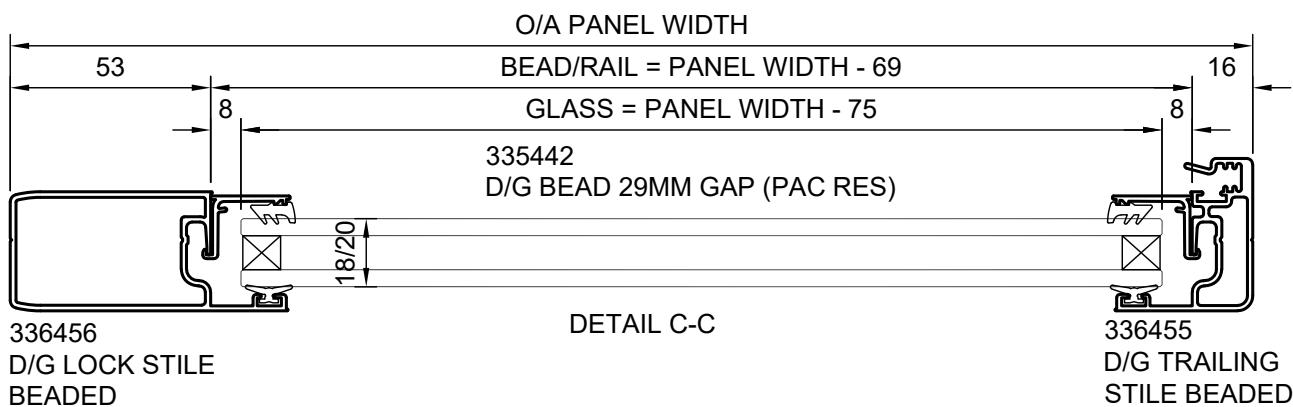 O/A PANEL WIDTH
53
BEAD/RAIL = PANEL WIDTH - 69
16
8
GLASS = PANEL WIDTH - 75
8
335442
D/G BEAD 29MM GAP (PAC RES)
18/20
DETAIL C-C
336456
D/G LOCK STILE
BEADED
336455
D/G TRAILING
STILE BEADED